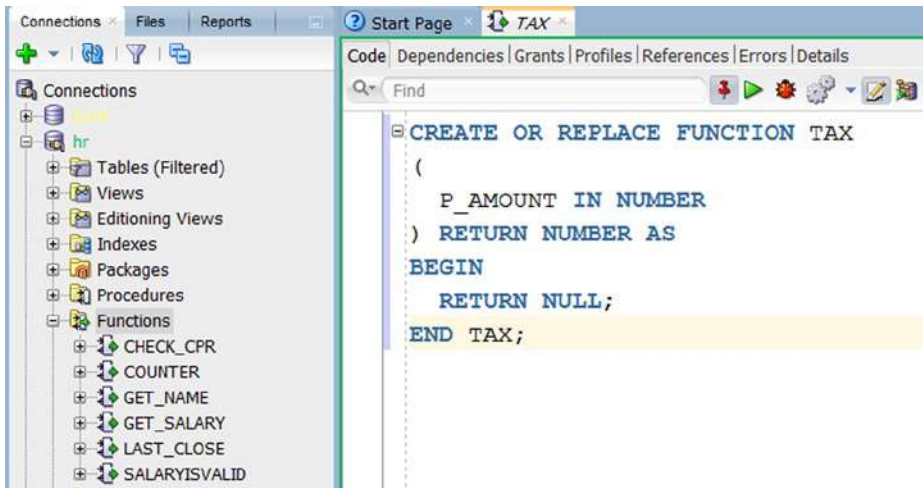 Connections Files Reports
Start Page TAX
Code Dependencies Grants Profiles References Errors Details
Find
Connections
hr
Tables (Filtered)
Views
Editioning Views
Indexes
Packages
Procedures
Functions
CHECK_CPR
COUNTER
GET_NAME
GET_SALARY
LAST_CLOSE
SALARYISVALID
CREATE OR REPLACE FUNCTION TAX
(
P_AMOUNT IN NUMBER
) RETURN NUMBER AS
BEGIN
RETURN NULL;
END TAX;